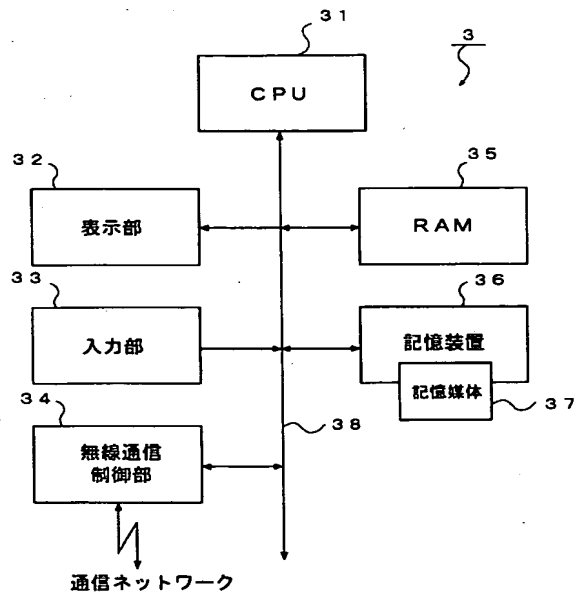 31
3
CPU
32
35
表示部
RAM
33
36
入力部
記憶装置
記憶媒体
37
34
38
無線通信
制御部
通信ネットワーク